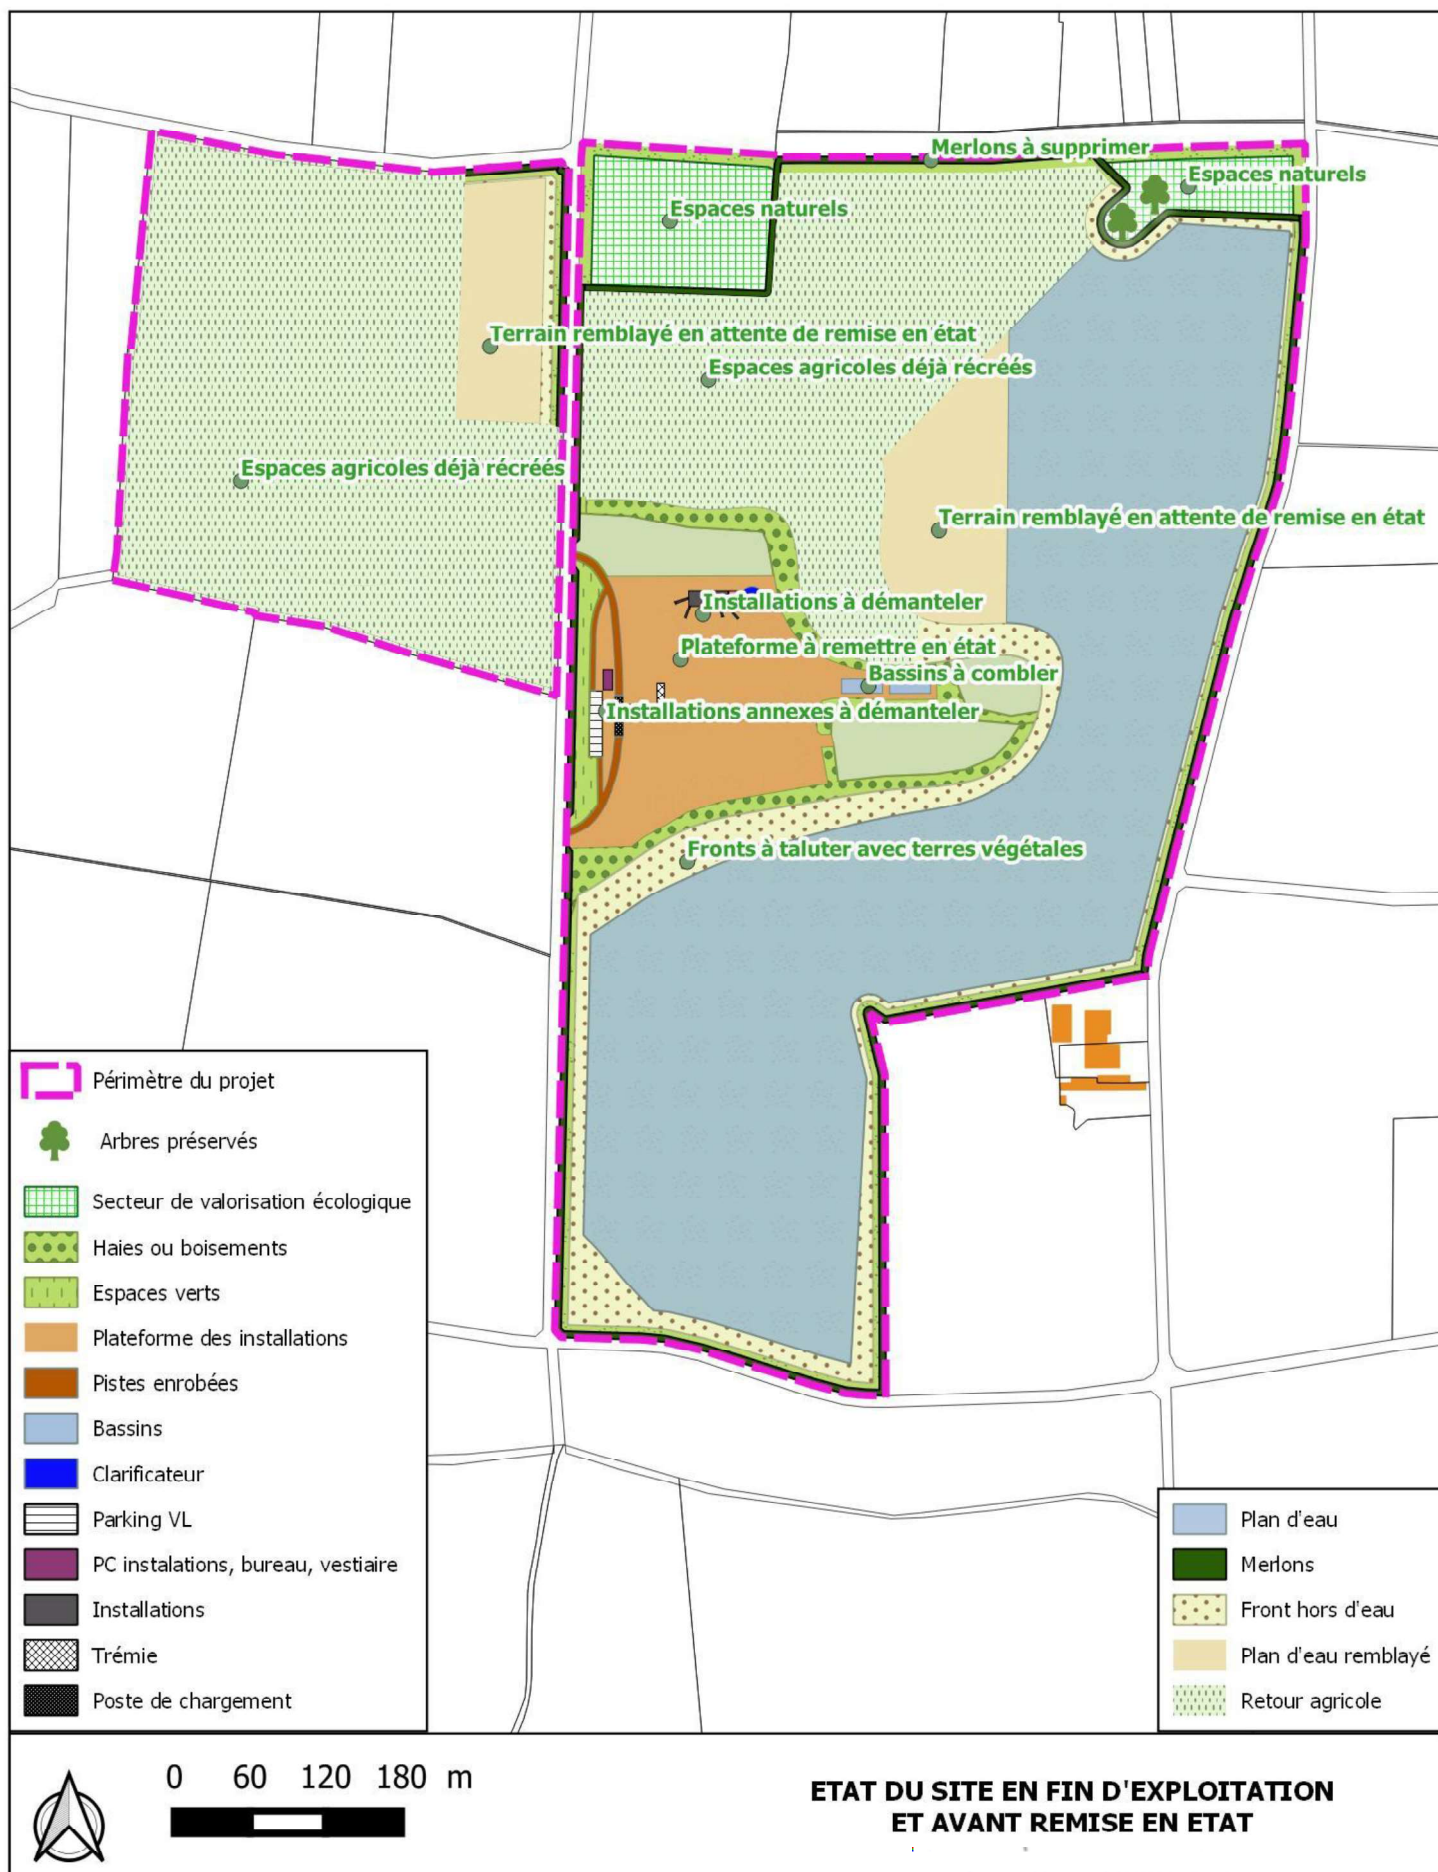 Merlons à supprimer
Espaces naturels
Espaces naturels
Terrain remblayé en attente de remise en état
Espaces agricoles déjà récréés
Espaces agricoles déjà récréés
Terrain remblayé en attente de remise en état
Installations à démanteler
Plateforme à remettre en état
Bassins à combler
Installations annexes à démanteler
Fronts à taluter avec terres végétales
Périmètre du projet
Arbres préservés
Secteur de valorisation écologique
Haies ou boisements
Espaces verts
Plateforme des installations
Pistes enrobées
Bassins
Clarificateur
Parking VL
PC instalations, bureau, vestiaire
Installations
Trémie
Poste de chargement
Plan d'eau
Merlons
Front hors d'eau
Plan d'eau remblayé
Retour agricole
0 60 120 180 m
ETAT DU SITE EN FIN D'EXPLOITATION
ET AVANT REMISE EN ETAT